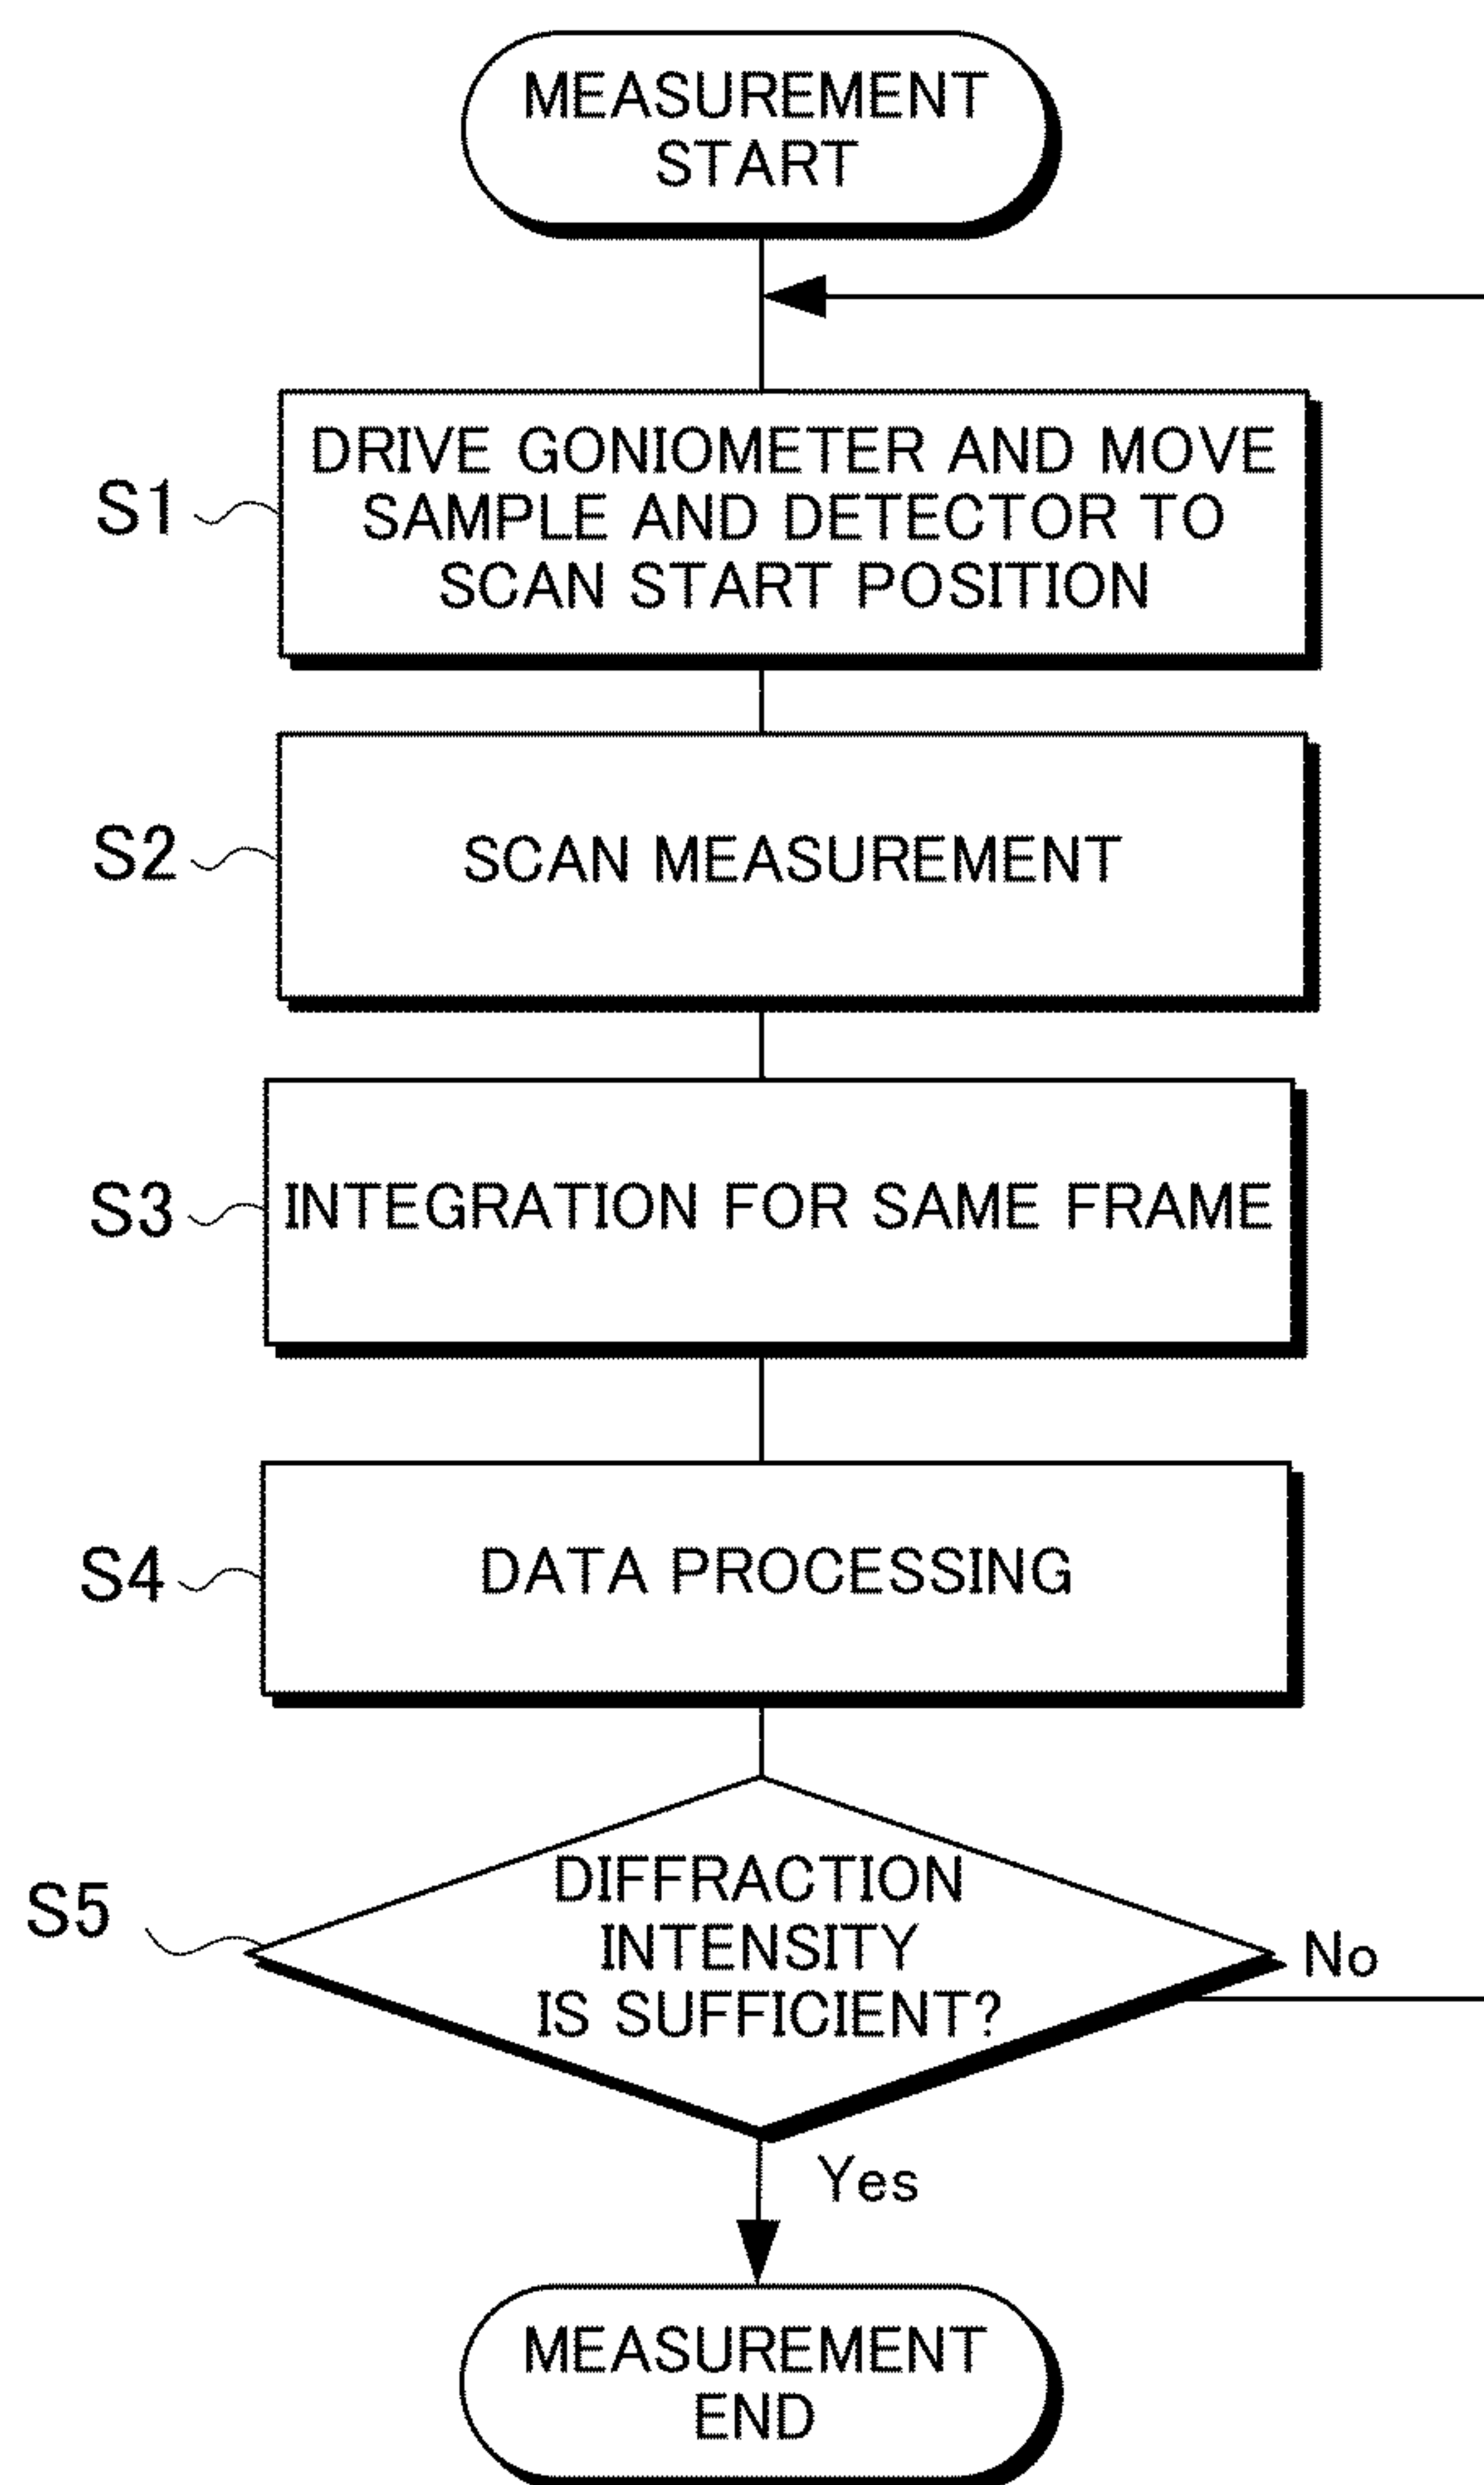 MEASUREMENT
START
S1
DRIVE GONIOMETER AND MOVE
SAMPLE AND DETECTOR TO
SCAN START POSITION
S2
SCAN MEASUREMENT
S3
INTEGRATION FOR SAME FRAME
S4
DATA PROCESSING
S5
DIFFRACTION
INTENSITY
IS SUFFICIENT?
No
Yes
MEASUREMENT
END